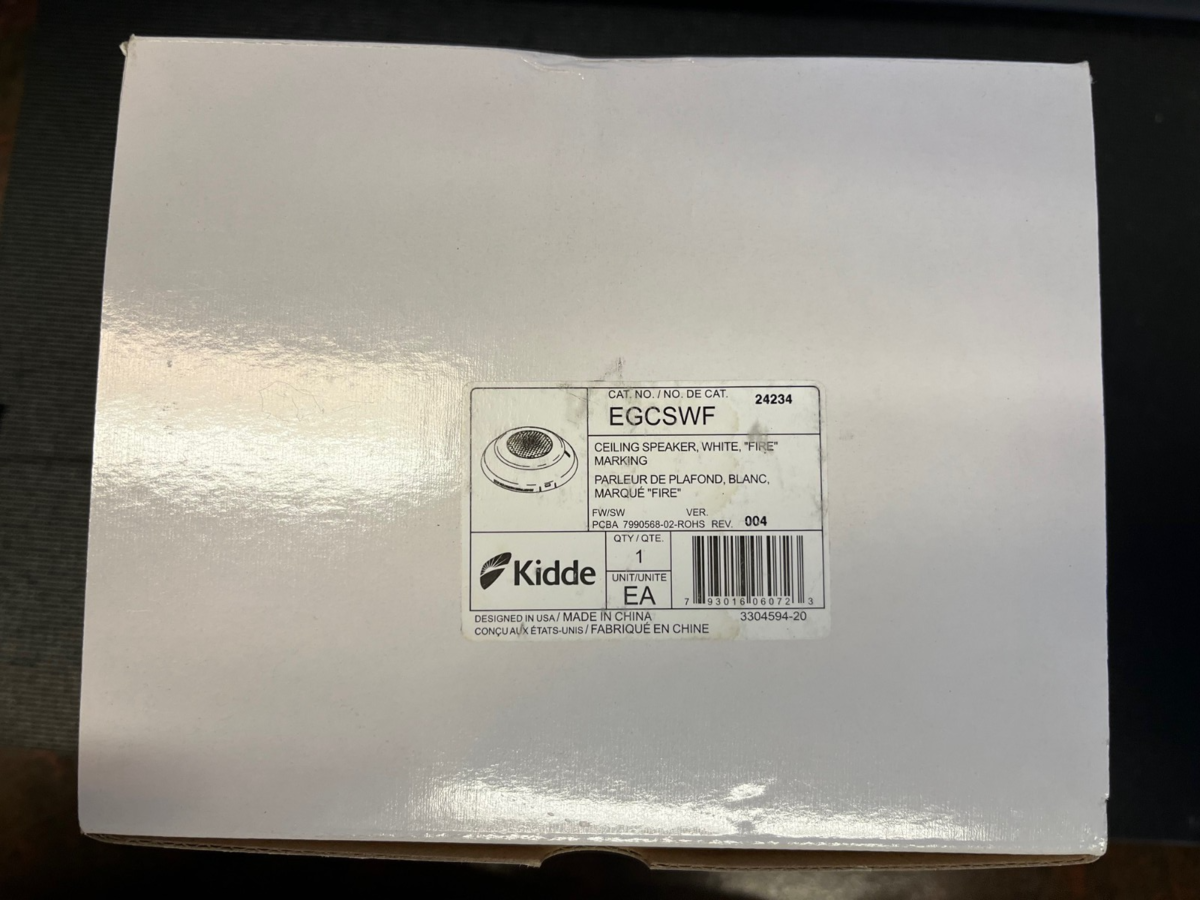 CAT. NO. / NO. DE CAT. 24234
EGCSWF
CEILING SPEAKER, WHITE, "FIRE"
MARKING
PARLEUR DE PLAFOND, BLANC,
MARQUÉ "FIRE"
FW/SW VER.
PCBA 7990568-02-ROHS REV. 004
Kidde
QTY / QTE.
1
UNIT/UNITE
EA
7 93016 06072 3
DESIGNED IN USA / MADE IN CHINA 3304594-20
CONÇU AUX ÉTATS-UNIS / FABRIQUÉ EN CHINE